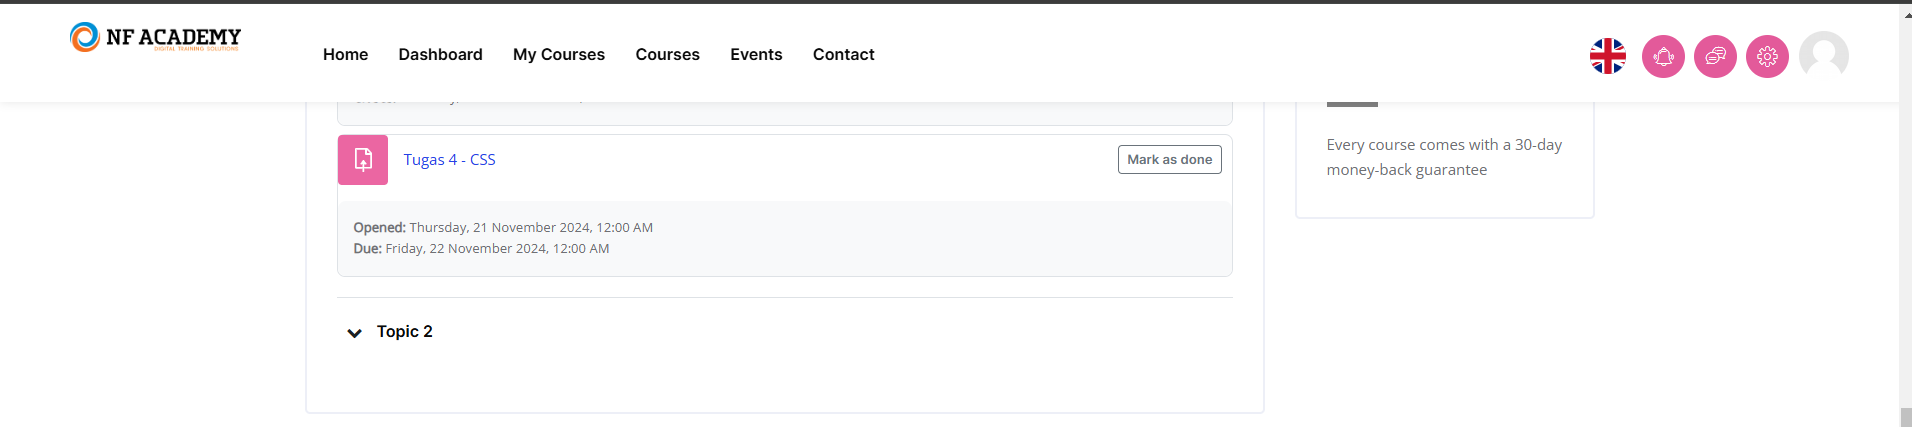 NF ACADEMY
DIGITAL TRAINING SOLUTIONS
Home Dashboard My Courses Courses Events Contact
Tugas 4 - CSS
Mark as done
Opened: Thursday, 21 November 2024, 12:00 AM
Due: Friday, 22 November 2024, 12:00 AM
Topic 2
Every course comes with a 30-day
money-back guarantee